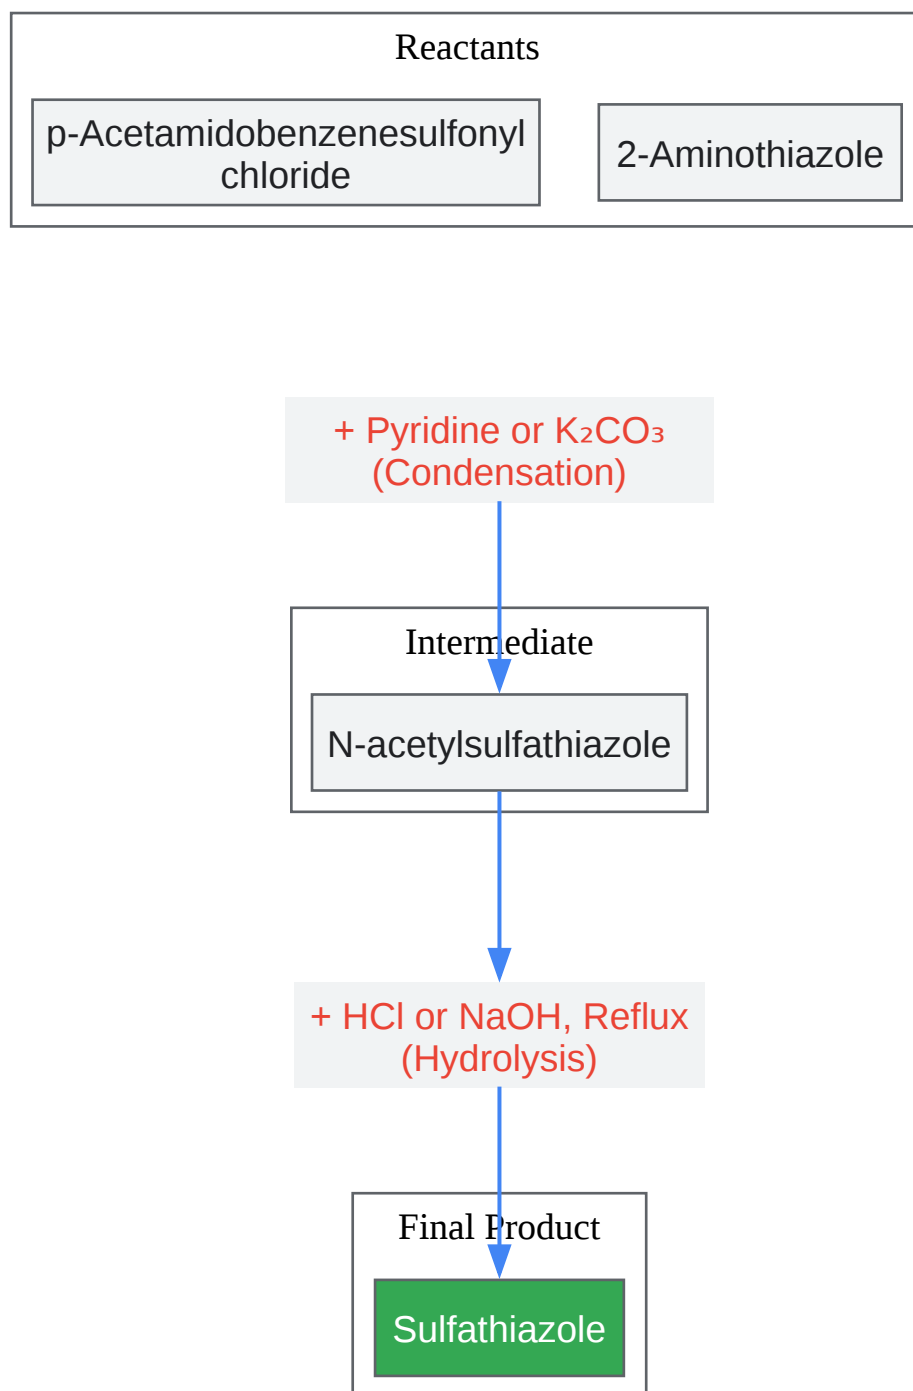 Reactants
p-Acetamidobenzenesulfonyl
chloride
2-Aminothiazole
+ Pyridine or K₂CO₃
(Condensation)
Intermediate
N-acetylsulfathiazole
+ HCl or NaOH, Reflux
(Hydrolysis)
Final Product
Sulfathiazole